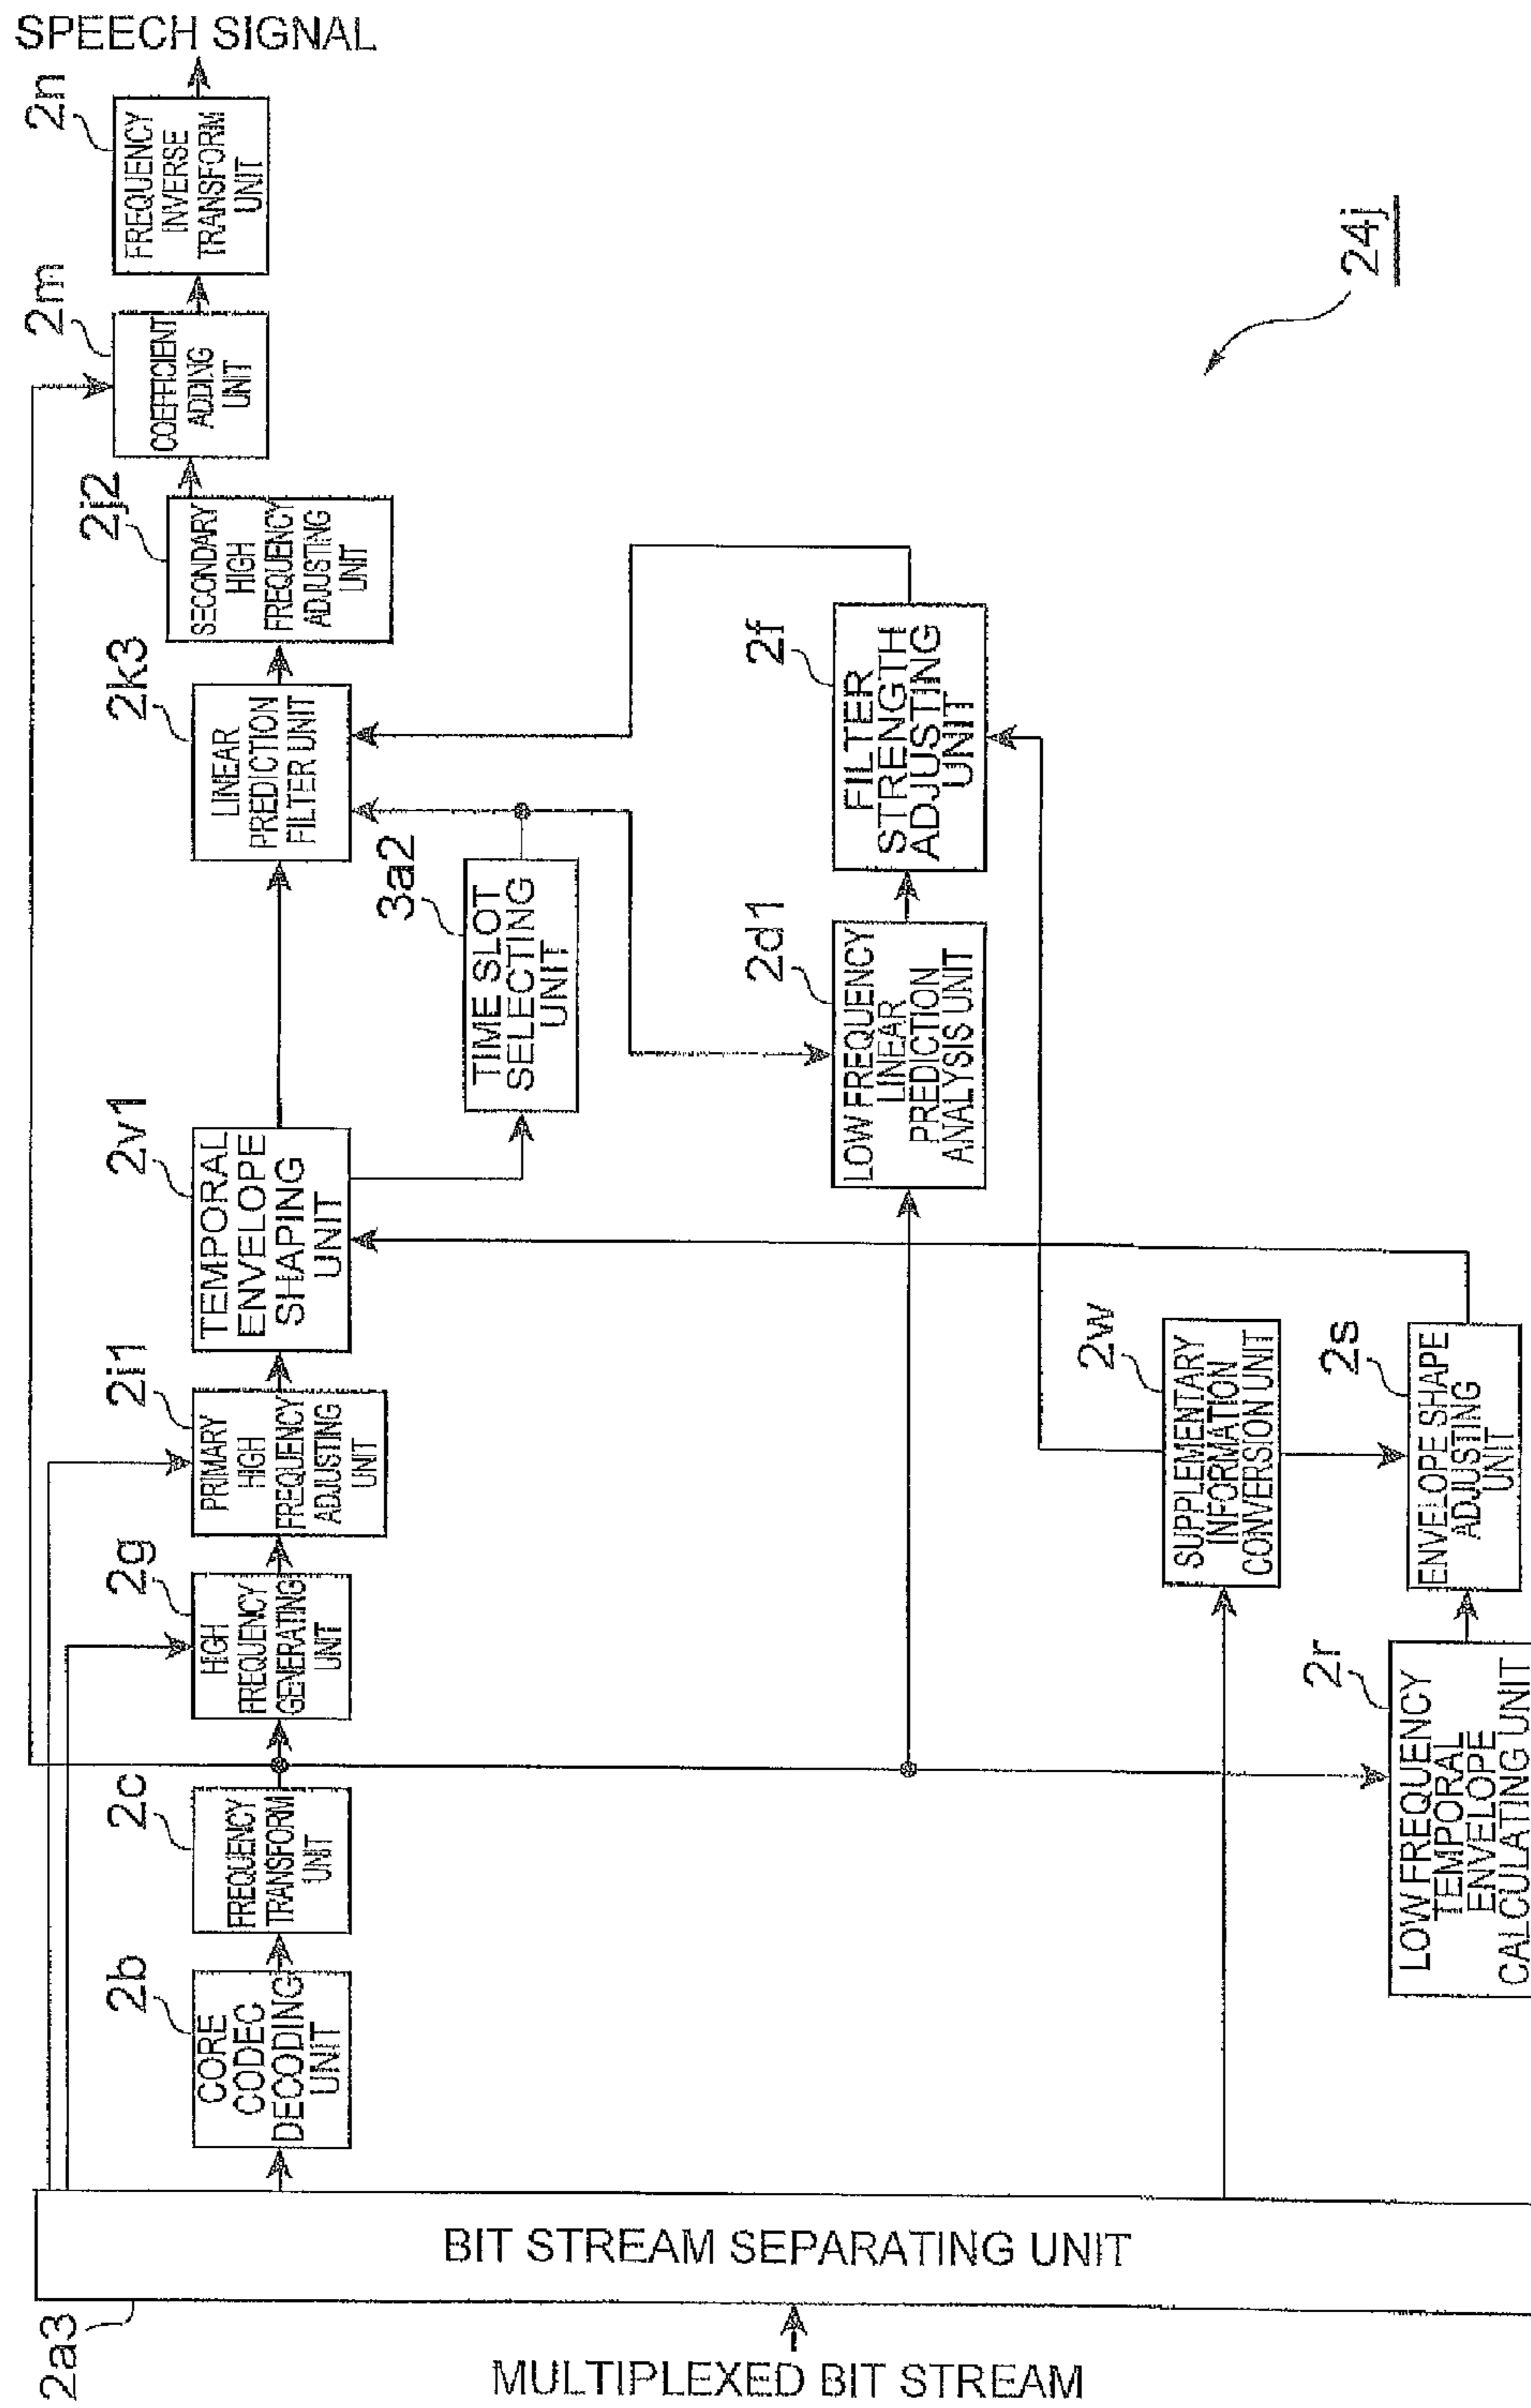 SPEECH SIGNAL
2n
FREQUENCY
INVERSE
TRANSFORM
UNIT
2m
COEFFICIENT
ADDING
UNIT
2j2
SECONDARY
HIGH
FREQUENCY
ADJUSTING
UNIT
2k3
LINEAR
PREDICTION
FILTER UNIT
3a2
TIME SLOT
SELECTING
UNIT
2f
FILTER
STRENGTH
ADJUSTING
UNIT
2d1
LOW FREQUENCY
LINEAR
PREDICTION
ANALYSIS UNIT
24j
2v1
TEMPORAL
ENVELOPE
SHAPING
UNIT
2i1
PRIMARY
HIGH
FREQUENCY
ADJUSTING
UNIT
2g
HIGH
FREQUENCY
GENERATING
UNIT
2c
FREQUENCY
TRANSFORM
UNIT
2b
CORE
CODEC
DECODING
UNIT
2w
SUPPLEMENTARY
INFORMATION
CONVERSION UNIT
2s
ENVELOPE SHAPE
ADJUSTING
UNIT
2r
LOW FREQUENCY
TEMPORAL
ENVELOPE
CALCULATING UNIT
2a3
BIT STREAM SEPARATING UNIT
MULTIPLEXED BIT STREAM